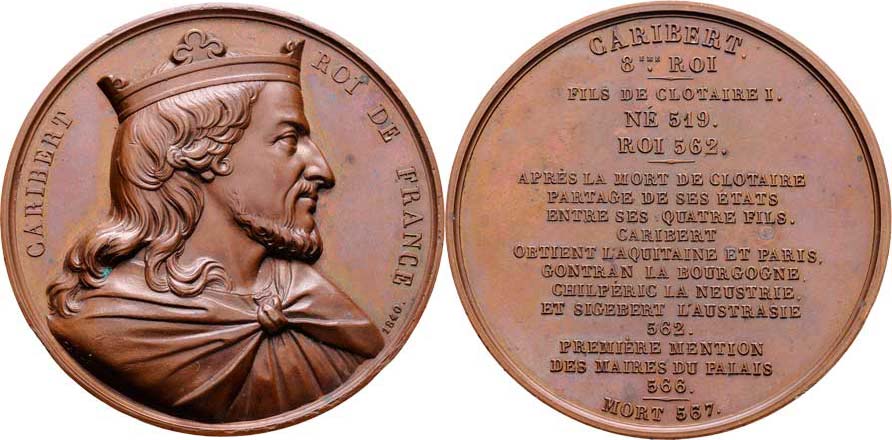 CARIBERT ROI DE FRANCE
1840.
CARIBERT.
8ᴱᴹᴱ. ROI
FILS DE CLOTAIRE I.
NÉ 519.
ROI 562.
APRÈS LA MORT DE CLOTAIRE
PARTAGE DE SES ETATS
ENTRE SES QUATRE FILS.
CARIBERT
OBTIENT L'AQUITAINE ET PARIS,
GONTRAN LA BOURGOGNE,
CHILPÉRIC LA NEUSTRIE,
ET SIGEBERT L'AUSTRASIE
562.
PREMIÈRE MENTION
DES MAIRES DU PALAIS
566.
MORT 567.